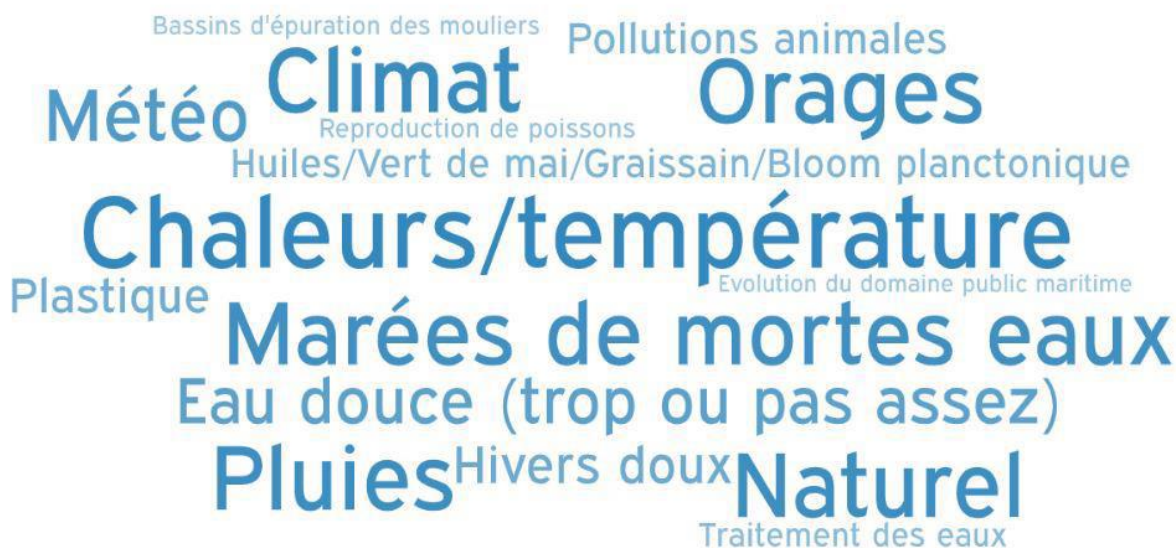 Bassins d'épuration des mouliers
Pollutions animales
Climat
Orages
Météo
Reproduction de poissons
Huiles/Vert de mai/Graissain/Bloom planctonique
Chaleurs/température
Evolution du domaine public maritime
Plastique
Marées de mortes eaux
Eau douce (trop ou pas assez)
Pluies
Hivers doux
Naturel
Traitement des eaux